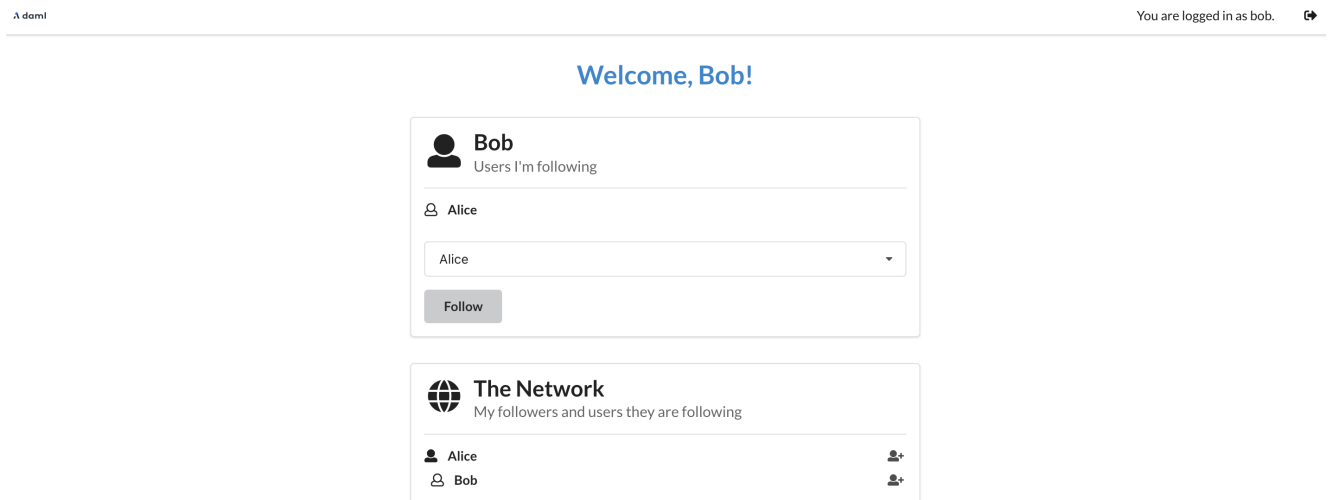 daml
You are logged in as bob.
Welcome, Bob!
Bob
Users I'm following
Alice
Alice
Follow
The Network
My followers and users they are following
Alice
Bob